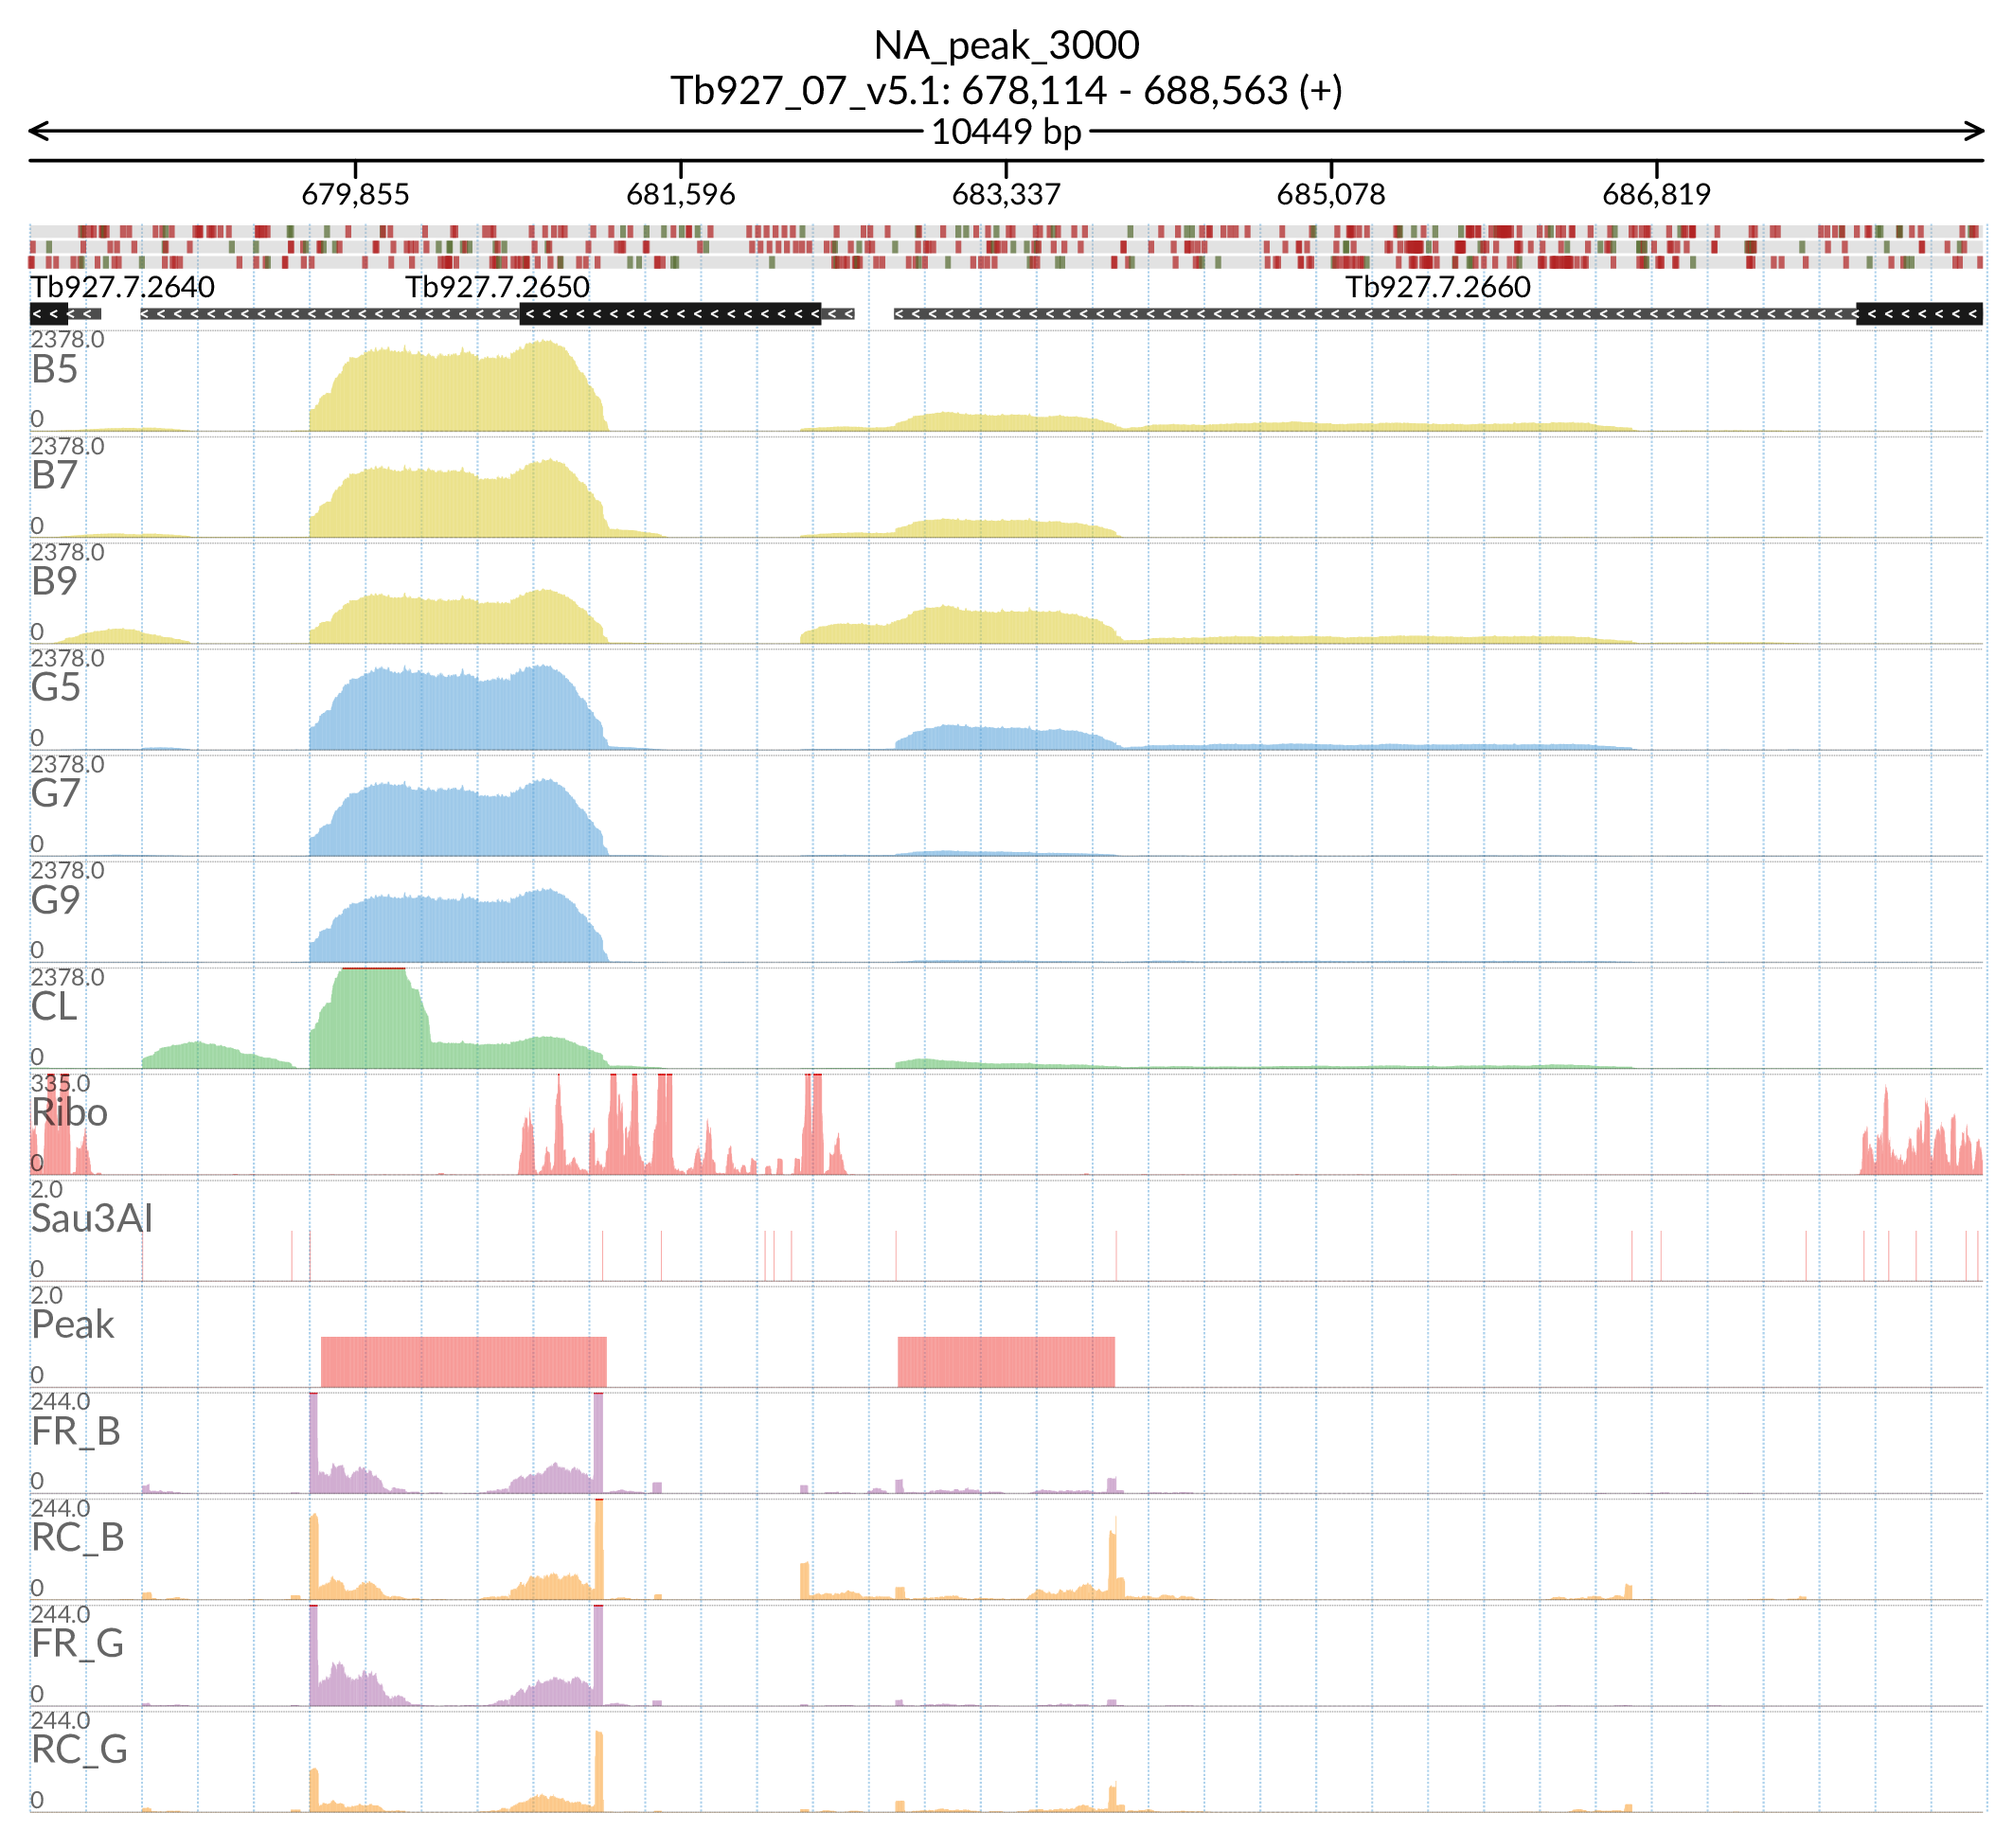 NA_peak_3000
Tb927_07_v5.1: 678,114 - 688,563 (+)
10449 bp
679,855 681,596 683,337 685,078 686,819
Tb927.7.2640 Tb927.7.2650 Tb927.7.2660
2378.0
B5
0
2378.0
B7
0
2378.0
B9
0
2378.0
G5
0
2378.0
G7
0
2378.0
G9
0
2378.0
CL
0
335.0
Ribo
0
2.0
Sau3AI
0
2.0
Peak
0
244.0
FR_B
0
244.0
RC_B
0
244.0
FR_G
0
244.0
RC_G
0